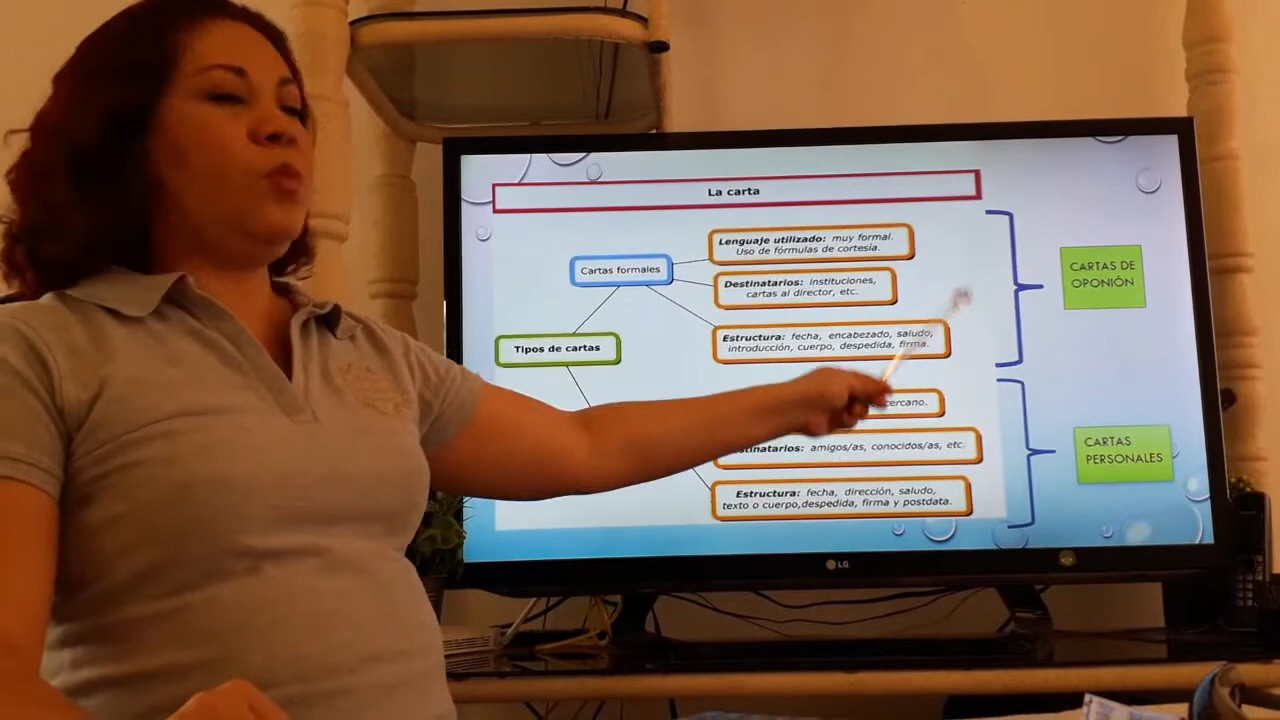 La carta
Lenguaje utilizado: muy formal.
Uso de fórmulas de cortesía.
Cartas formales
Destinatarios: instituciones,
cartas al director, etc.
Estructura: fecha, encabezado, saludo,
introducción, cuerpo, despedida, firma.
Tipos de cartas
cercano.
amigos/as, conocidos/as, etc.
Estructura: fecha, dirección, saludo,
texto o cuerpo,despedida, firma y postdata.
CARTAS DE
OPONIÓN
CARTAS
PERSONALES
LG